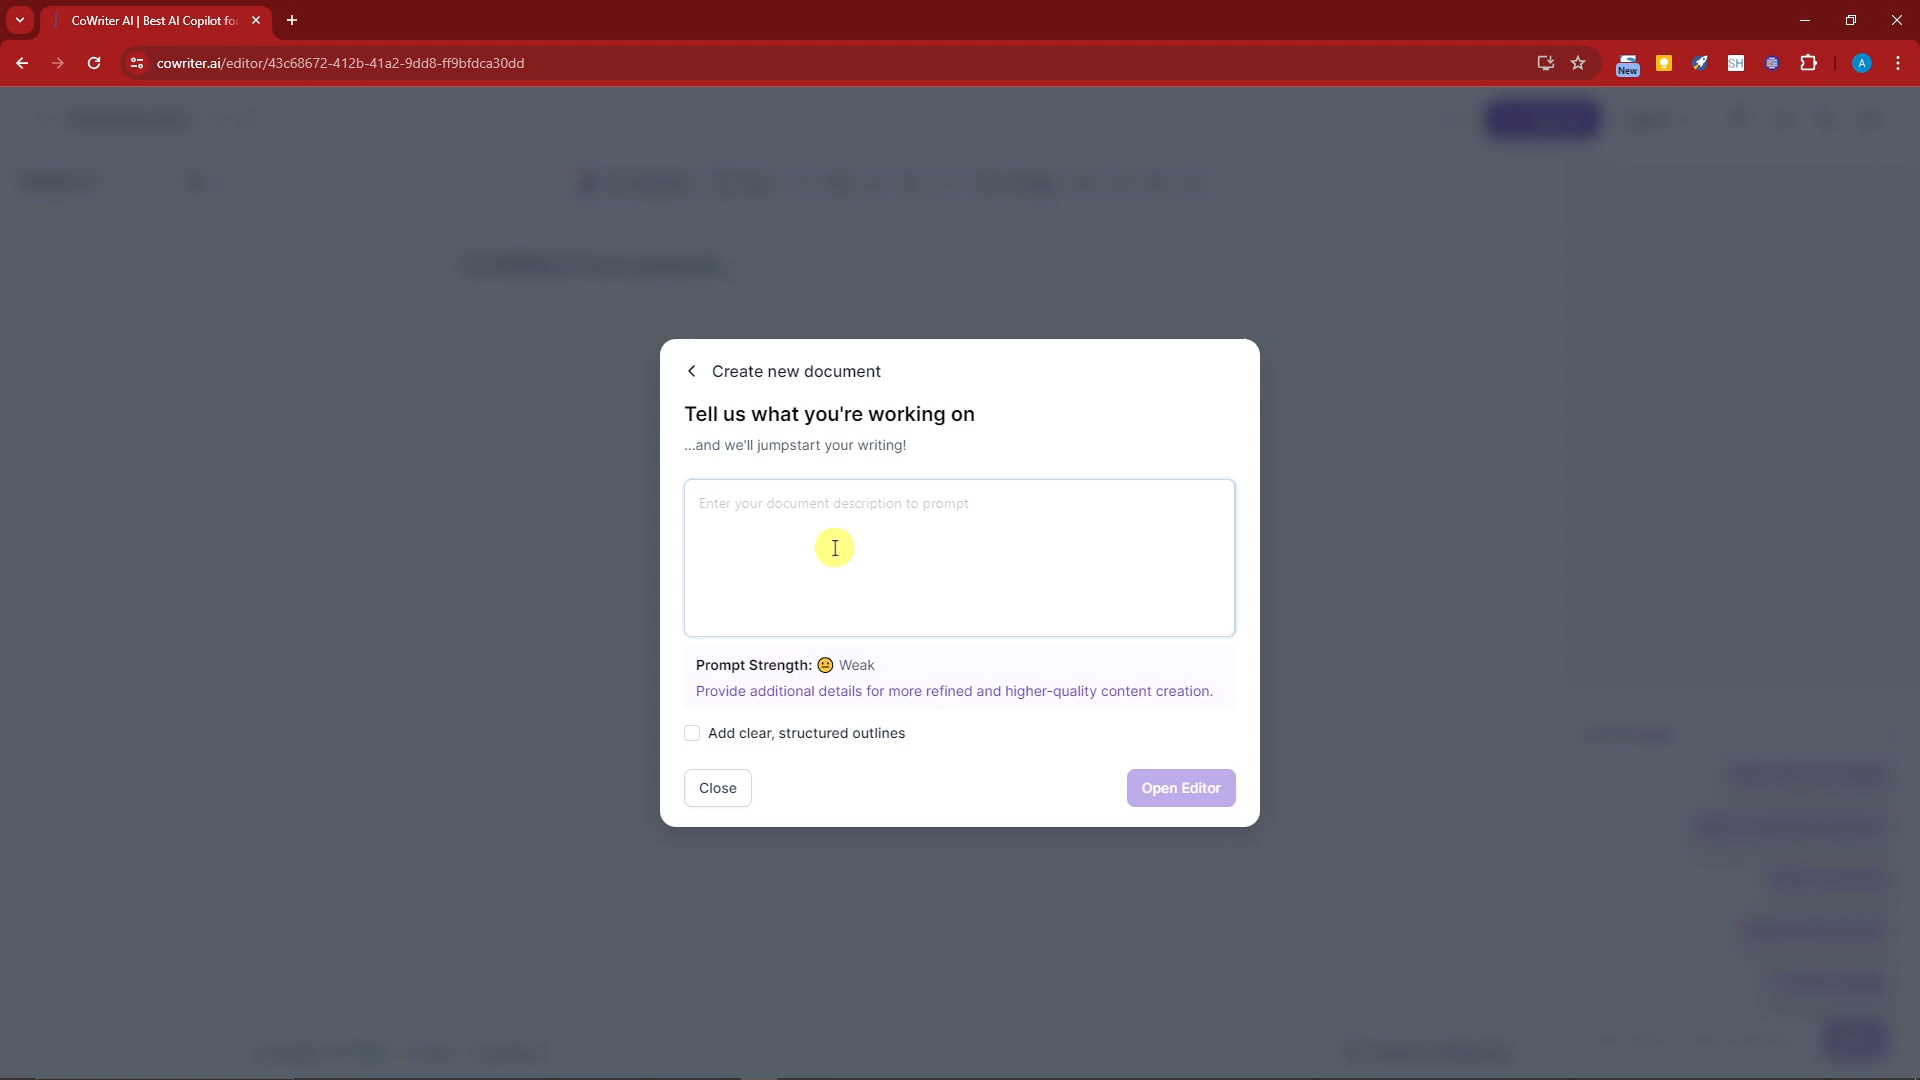 CoWriter AI | Best AI Copilot fo
cowriter.ai/editor/43c68672-412b-41a2-9dd8-ff9bfdca30dd
New
SH
A
Create new document
Tell us what you're working on
...and we'll jumpstart your writing!
Enter your document description to prompt
Prompt Strength: 😐 Weak
Provide additional details for more refined and higher-quality content creation.
Add clear, structured outlines
Close
Open Editor